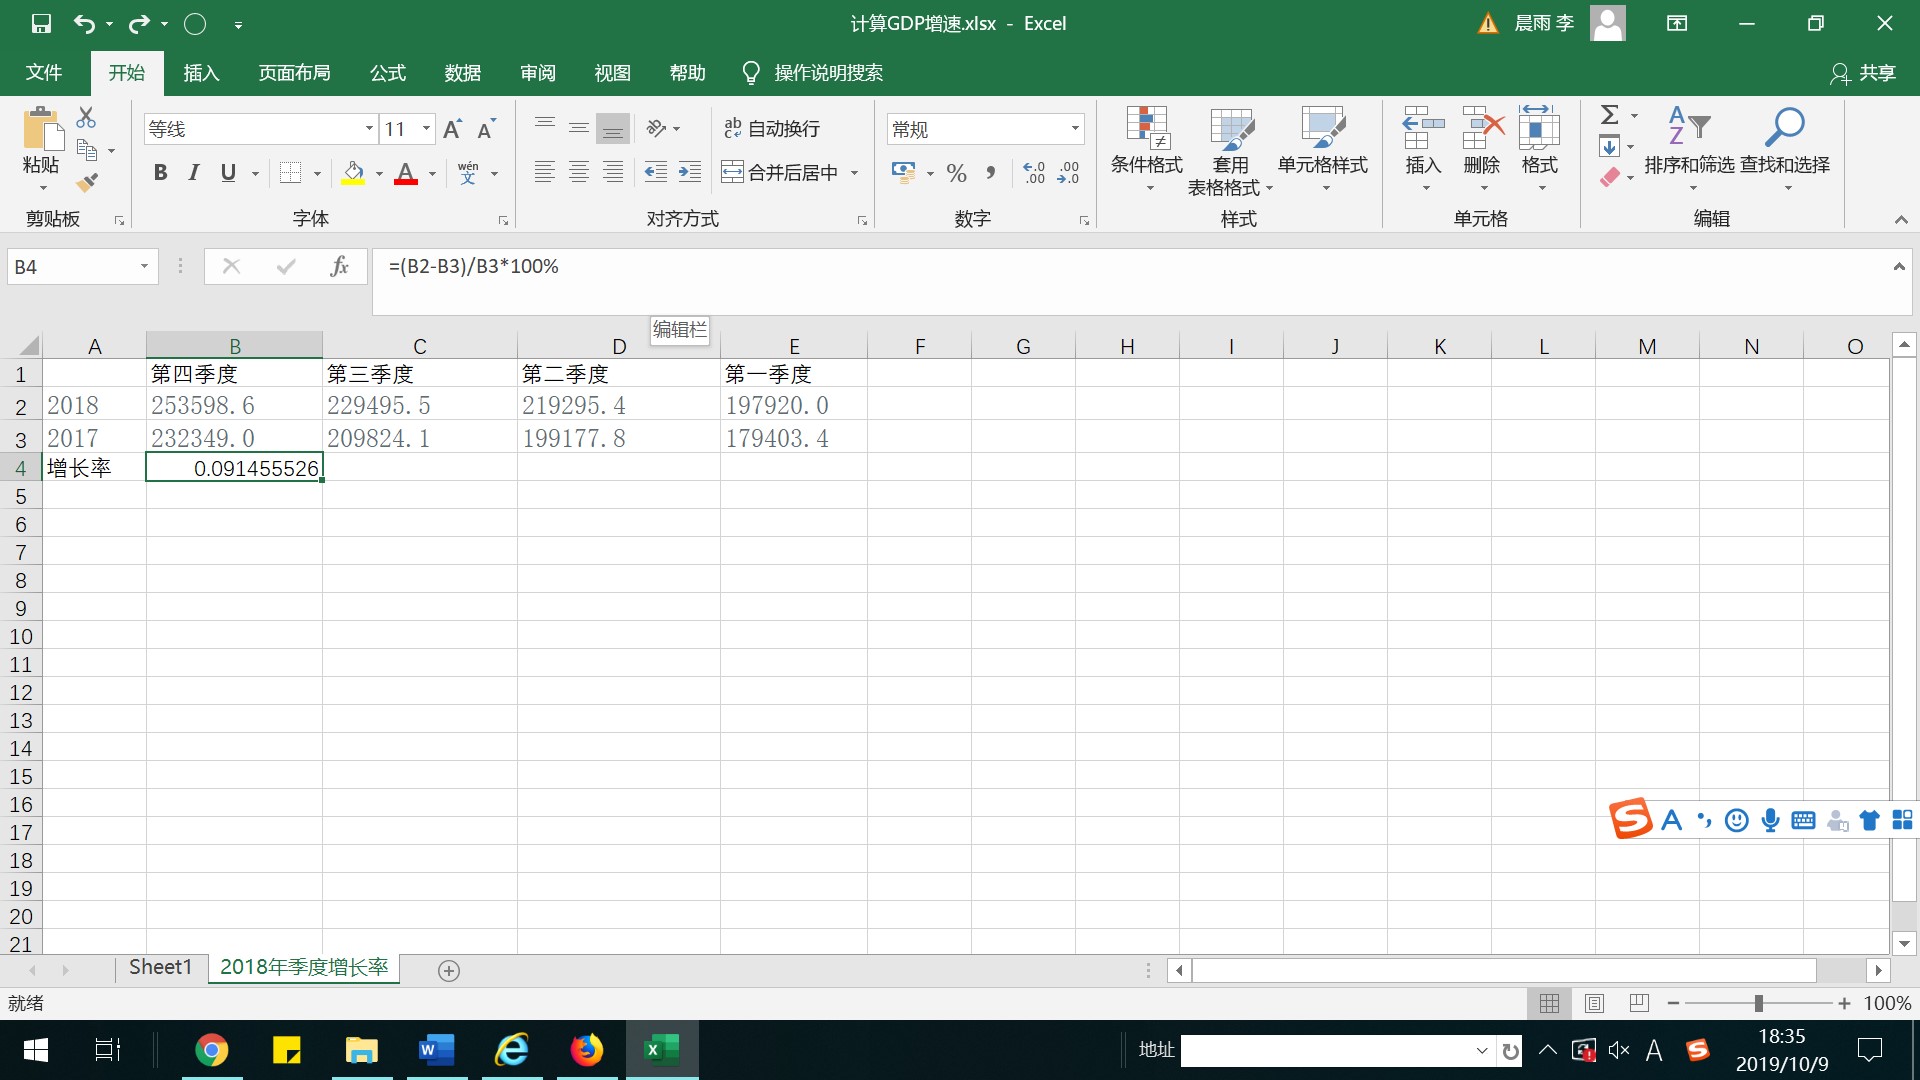 计算GDP增速.xlsx - Excel
晨雨 李
文件 开始 插入 页面布局 公式 数据 审阅 视图 帮助 操作说明搜索 共享
等线 11 ab 自动换行 常规
粘贴 B I U A wén 文 合并后居中 % 条件格式 套用 表格格式 单元格样式 插入 删除 格式 排序和筛选 查找和选择
剪贴板 字体 对齐方式 数字 样式 单元格 编辑
B4 fx =(B2-B3)/B3*100%
编辑栏
A B C D E F G H I J K L M N O
1 第四季度 第三季度 第二季度 第一季度
2 2018 253598.6 229495.5 219295.4 197920.0
3 2017 232349.0 209824.1 199177.8 179403.4
4 增长率 0.091455526
5
6
7
8
9
10
11
12
13
14
15
16
17
18
19
20
21
Sheet1 2018年季度增长率
就绪 100%
地址 A 18:35
2019/10/9